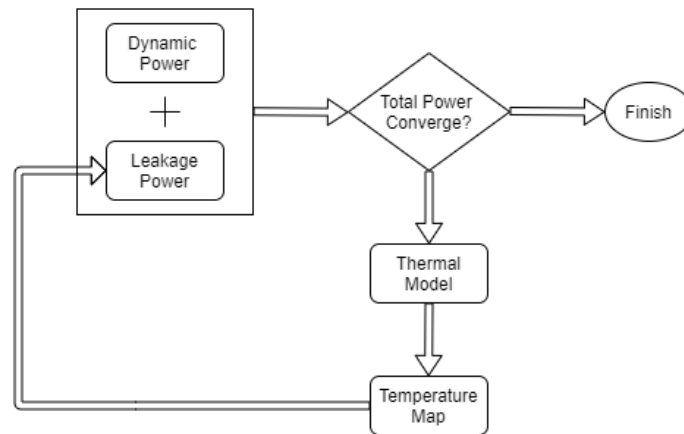 Dynamic
Power
+
Leakage
Power
Total Power
Converge?
Finish
Thermal
Model
Temperature
Map